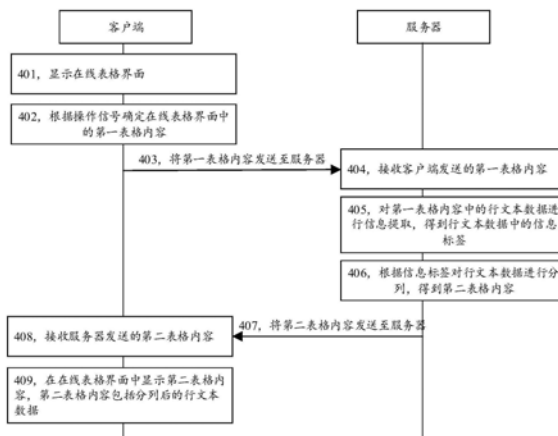 客户端
服务器
401，显示在线表格界面
402，根据操作信号确定在线表格界面中
的第一表格内容
403，将第一表格内容发送至服务器
404，接收客户端发送的第一表格内容
405，对第一表格内容中的行文本数据进
行信息提取，得到行文本数据中的信息
标签
406，根据信息标签对行文本数据进行分
列，得到第二表格内容
407，将第二表格内容发送至服务器
408，接收服务器发送的第二表格内容
409，在在线表格界面中显示第二表格内
容，第二表格内容包括分列后的行文本
数据